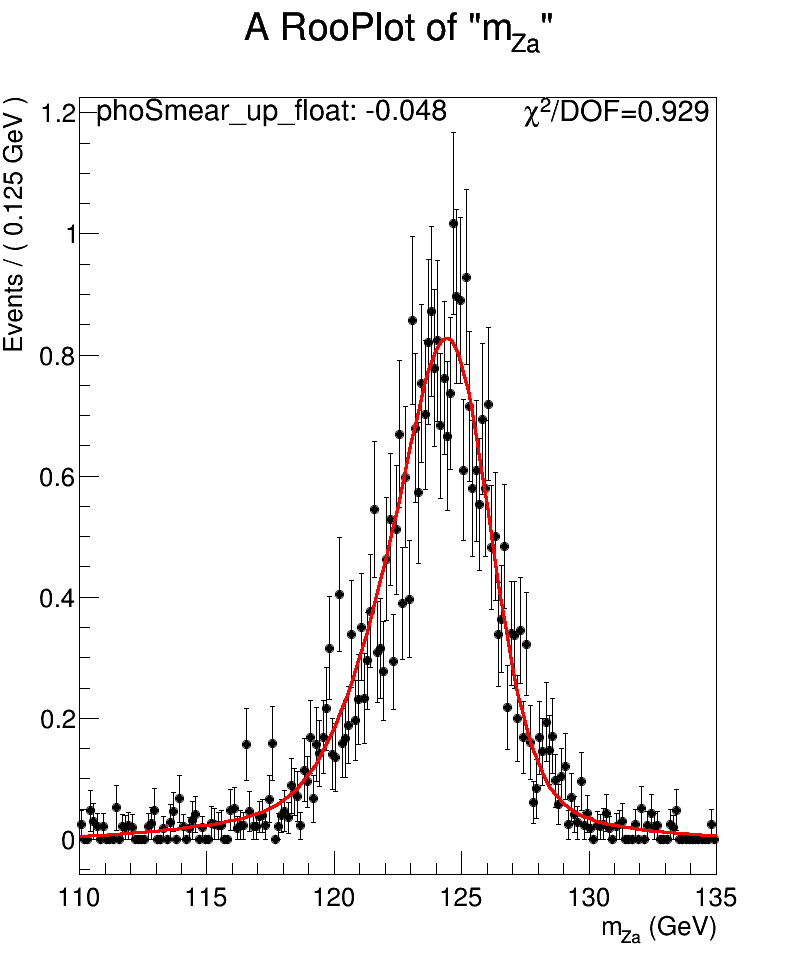 A RooPlot of "m_Za"
phoSmear_up_float: -0.048
χ²/DOF=0.929
Events / ( 0.125 GeV )
1.2
1
0.8
0.6
0.4
0.2
0
110 115 120 125 130 135
m_Za (GeV)